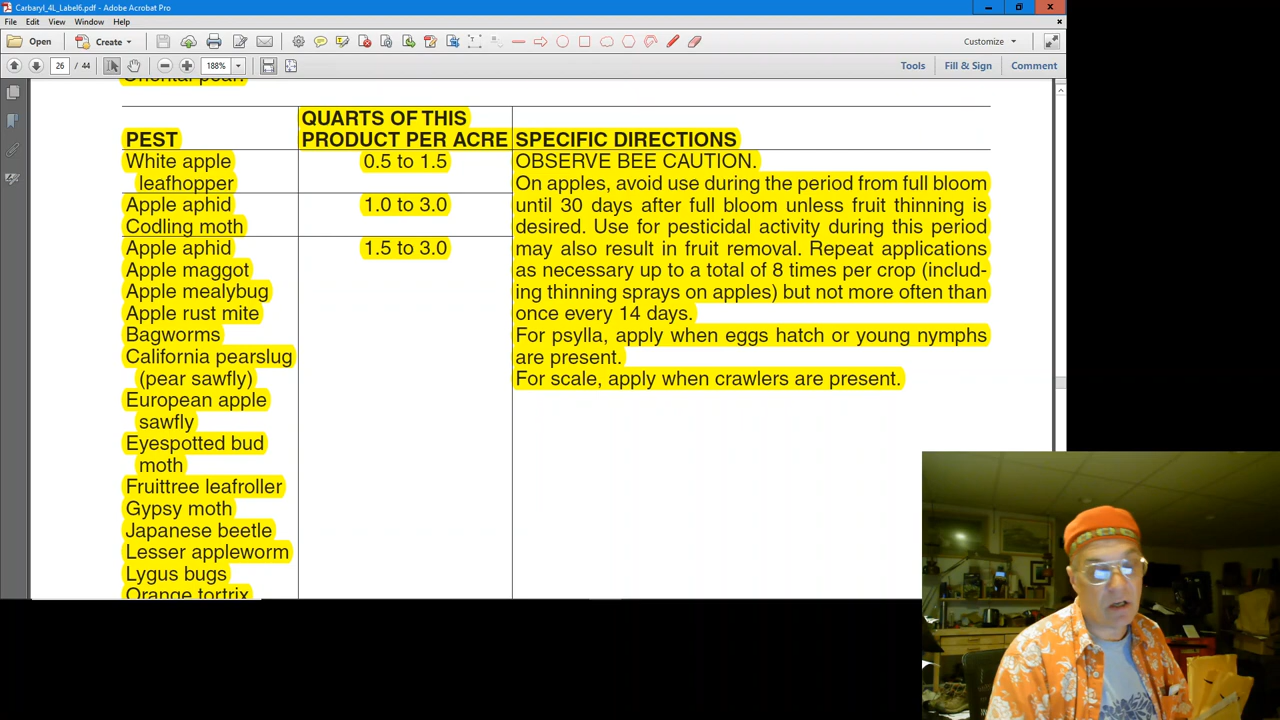 Carbaryl_4L_Label6.pdf - Adobe Acrobat Pro
File Edit View Window Help
Open Create Customize
26 / 44 188% Tools Fill & Sign Comment
Oriental pear.
PEST
QUARTS OF THIS
PRODUCT PER ACRE
SPECIFIC DIRECTIONS
White apple
leafhopper
0.5 to 1.5
Apple aphid
Codling moth
1.0 to 3.0
Apple aphid
Apple maggot
Apple mealybug
Apple rust mite
Bagworms
California pearslug
(pear sawfly)
European apple
sawfly
Eyespotted bud
moth
Fruittree leafroller
Gypsy moth
Japanese beetle
Lesser appleworm
Lygus bugs
Orange tortrix
1.5 to 3.0
OBSERVE BEE CAUTION.
On apples, avoid use during the period from full bloom
until 30 days after full bloom unless fruit thinning is
desired. Use for pesticidal activity during this period
may also result in fruit removal. Repeat applications
as necessary up to a total of 8 times per crop (includ-
ing thinning sprays on apples) but not more often than
once every 14 days.
For psylla, apply when eggs hatch or young nymphs
are present.
For scale, apply when crawlers are present.